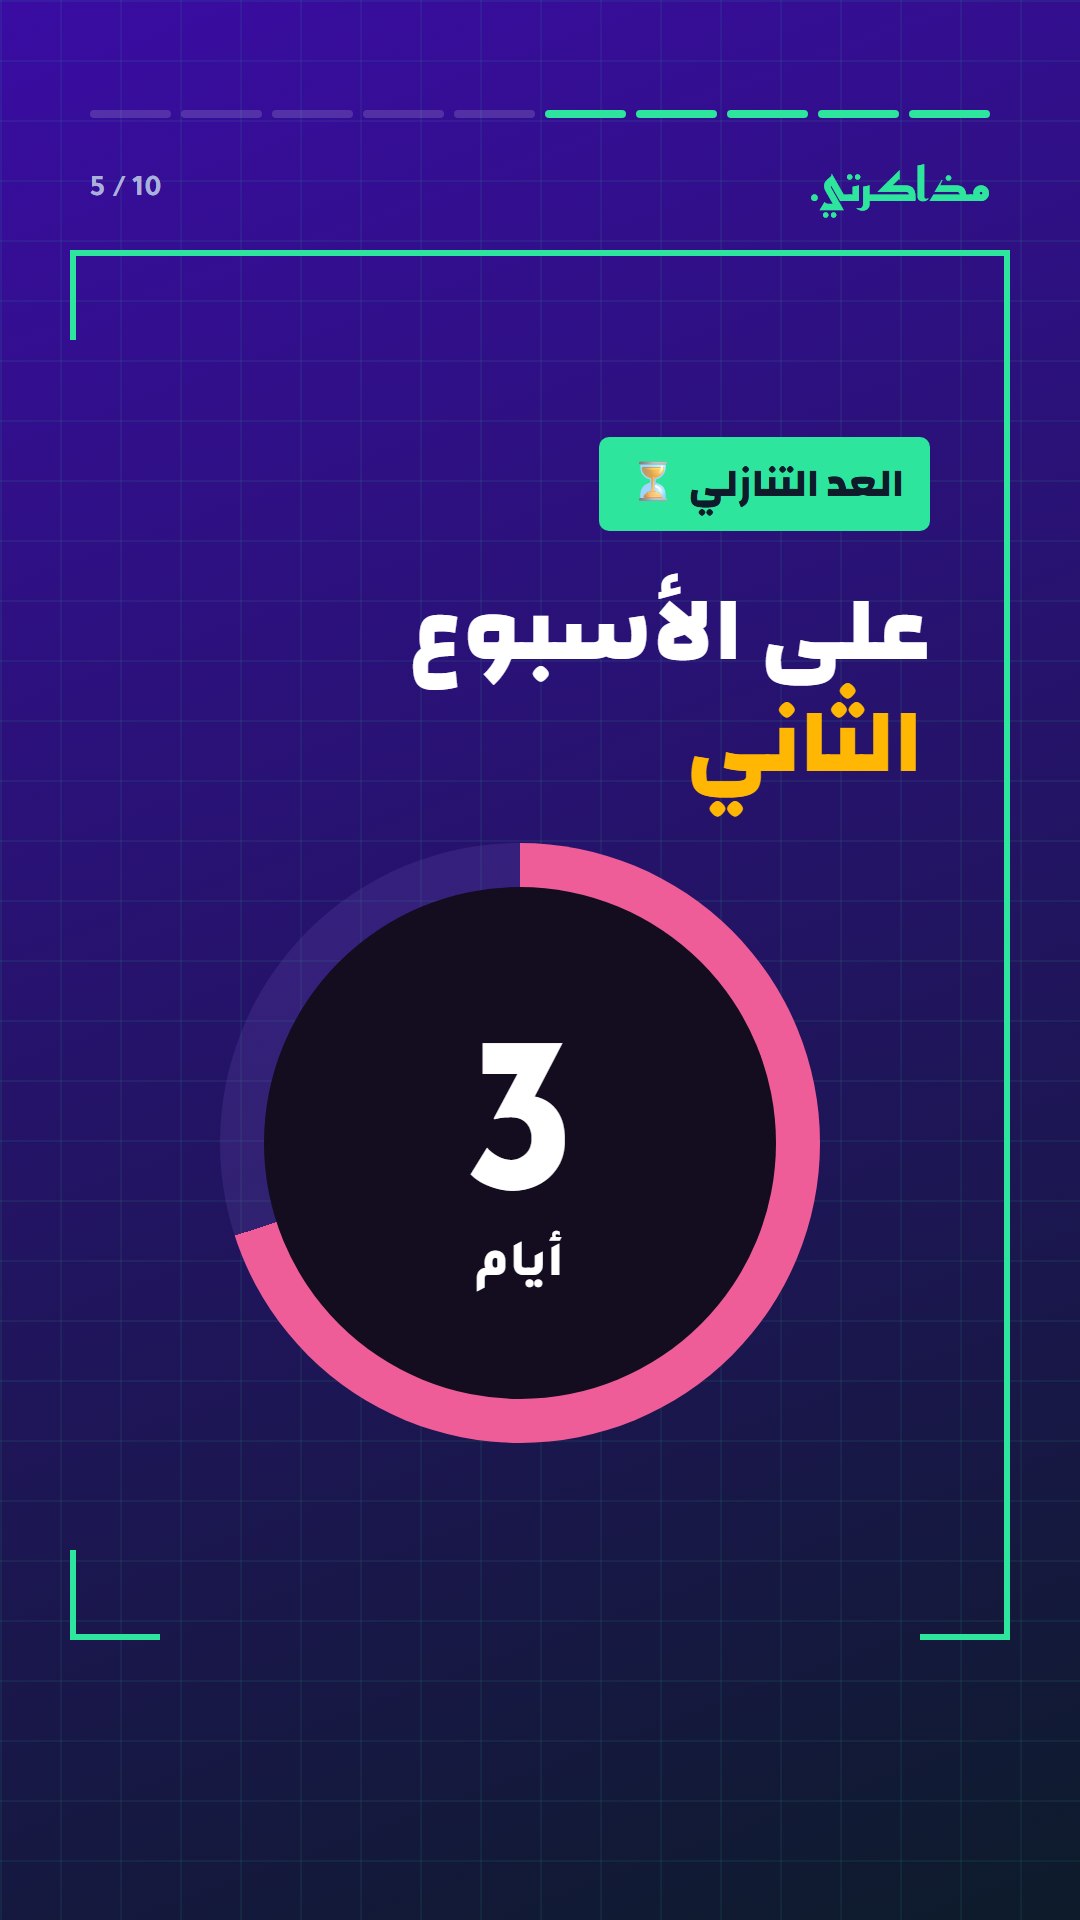 مذاكرتي.
5 / 10
العد التنازلي ⏳
على الأسبوع
الثاني
3
أيام